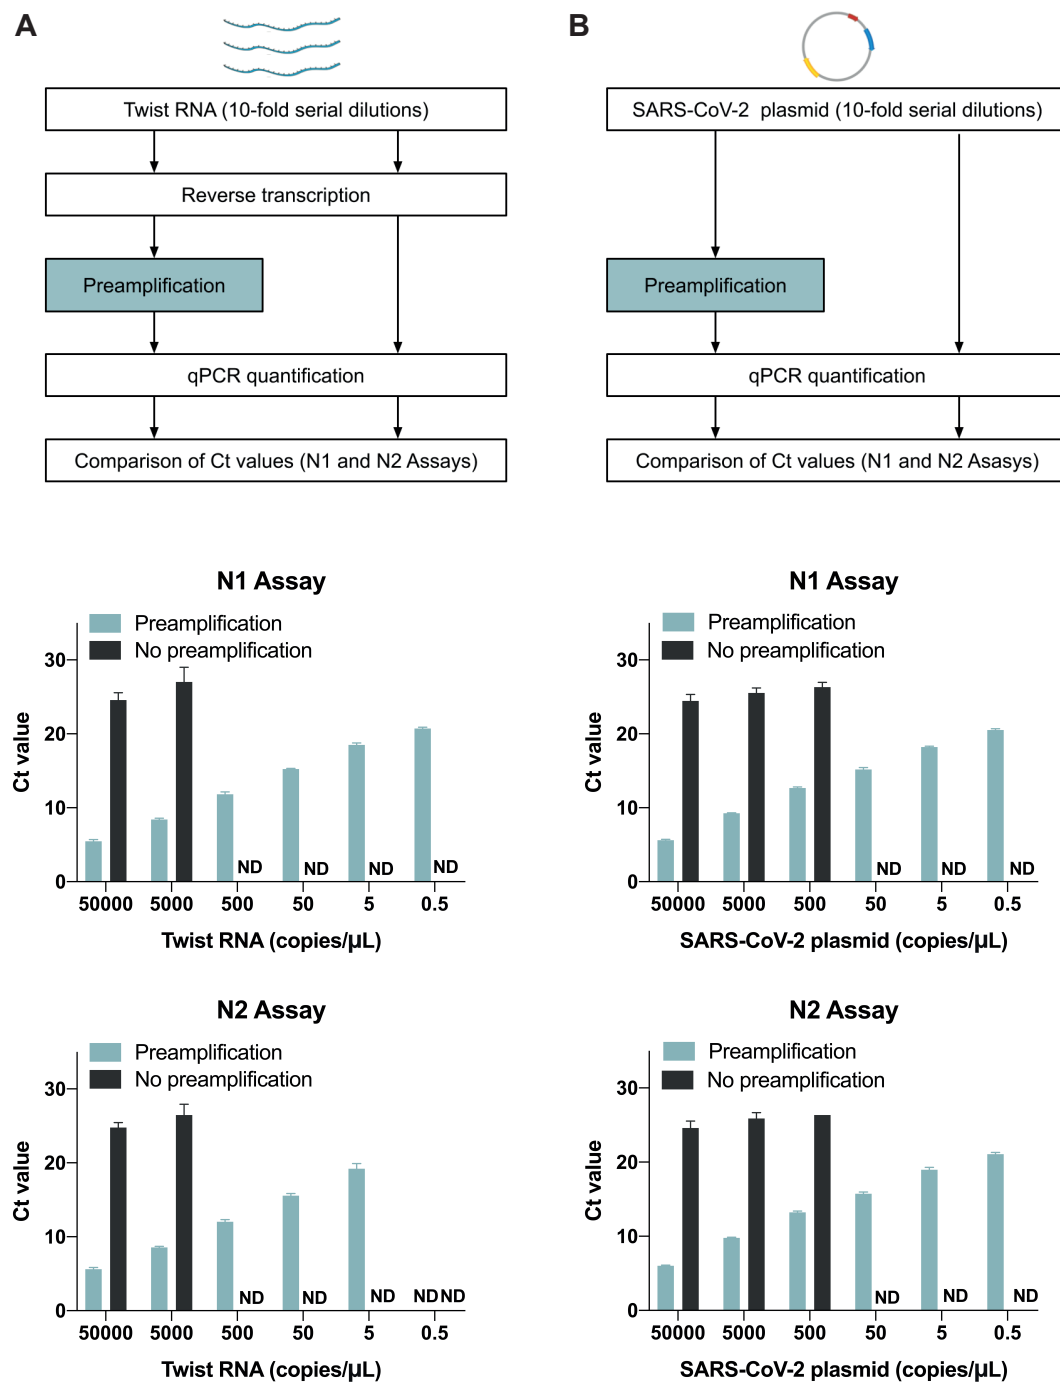 A
Twist RNA (10-fold serial dilutions)
Reverse transcription
Preamplification
qPCR quantification
Comparison of Ct values (N1 and N2 Assays)
B
SARS-CoV-2 plasmid (10-fold serial dilutions)
Preamplification
qPCR quantification
Comparison of Ct values (N1 and N2 Asasys)
N1 Assay
Preamplification
No preamplification
Ct value
30
20
10
0
ND
ND
ND
ND
50000 5000 500 50 5 0.5
Twist RNA (copies/µL)
N1 Assay
Preamplification
No preamplification
Ct value
30
20
10
0
ND
ND
ND
50000 5000 500 50 5 0.5
SARS-CoV-2 plasmid (copies/µL)
N2 Assay
Preamplification
No preamplification
Ct value
30
20
10
0
ND
ND
ND
ND ND
50000 5000 500 50 5 0.5
Twist RNA (copies/µL)
N2 Assay
Preamplification
No preamplification
Ct value
30
20
10
0
ND
ND
ND
50000 5000 500 50 5 0.5
SARS-CoV-2 plasmid (copies/µL)